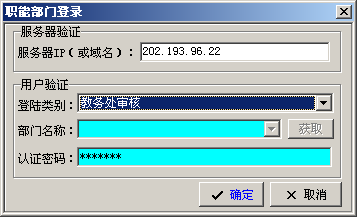 职能部门登录
服务器验证
服务器IP（或域名）： 202.193.96.22
用户验证
登陆类别： 教务处审核
部门名称： 获取
认证密码： *******
确定 取消